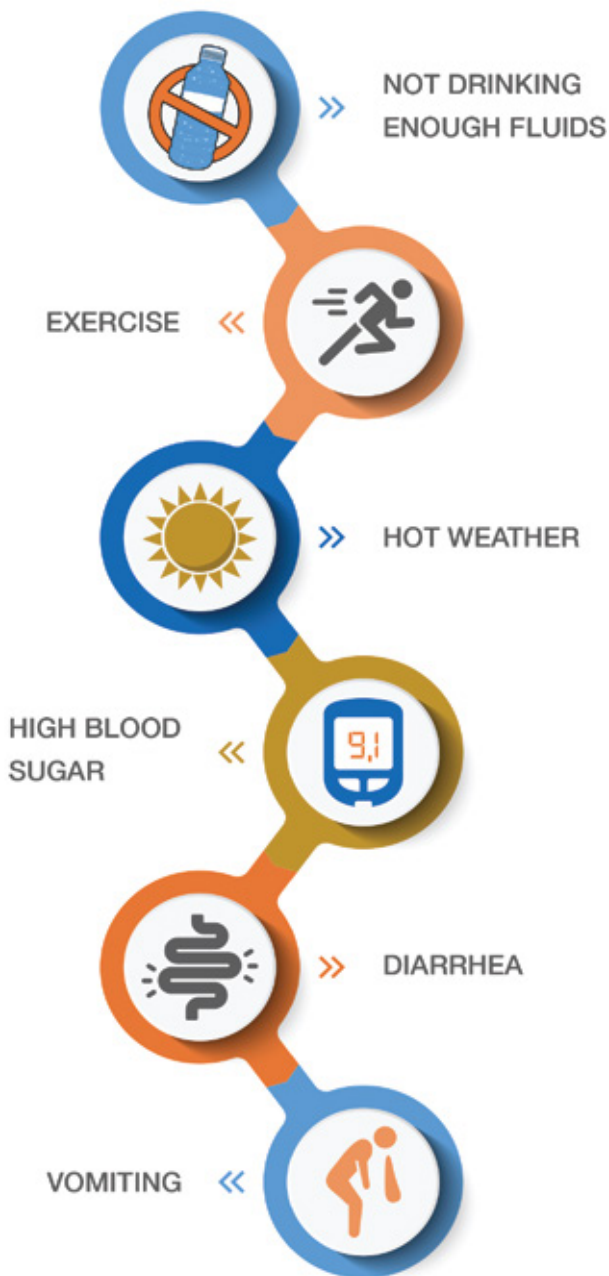 NOT DRINKING
ENOUGH FLUIDS
EXERCISE
HOT WEATHER
HIGH BLOOD
SUGAR
9,1
DIARRHEA
VOMITING